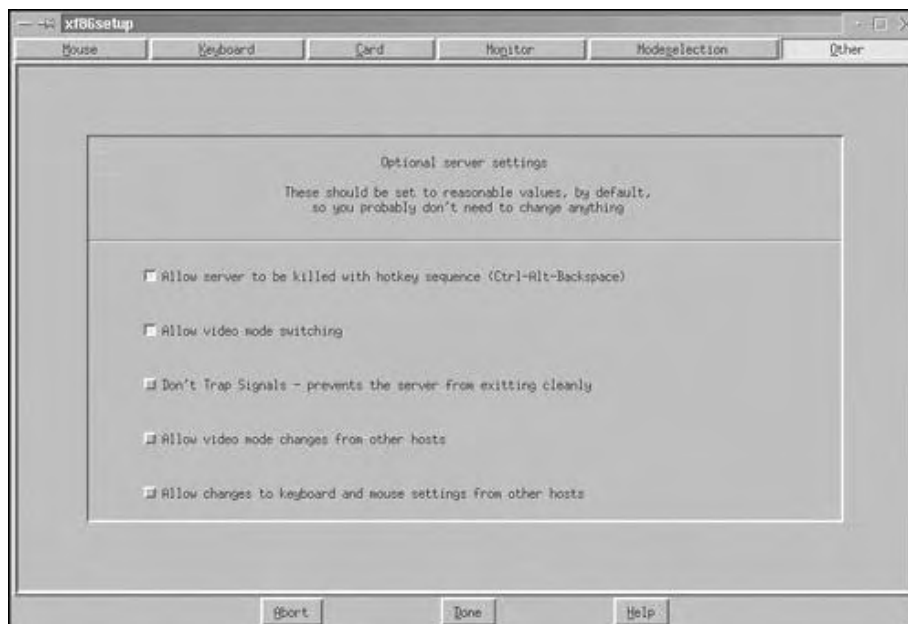 xf86setup
Mouse Keyboard Card Monitor Modeselection Other
Optional server settings
These should be set to reasonable values, by default,
so you probably don't need to change anything
Allow server to be killed with hotkey sequence (Ctrl-Alt-Backspace)
Allow video mode switching
Don't Trap Signals - prevents the server from exitting cleanly
Allow video mode changes from other hosts
Allow changes to keyboard and mouse settings from other hosts
Abort Done Help